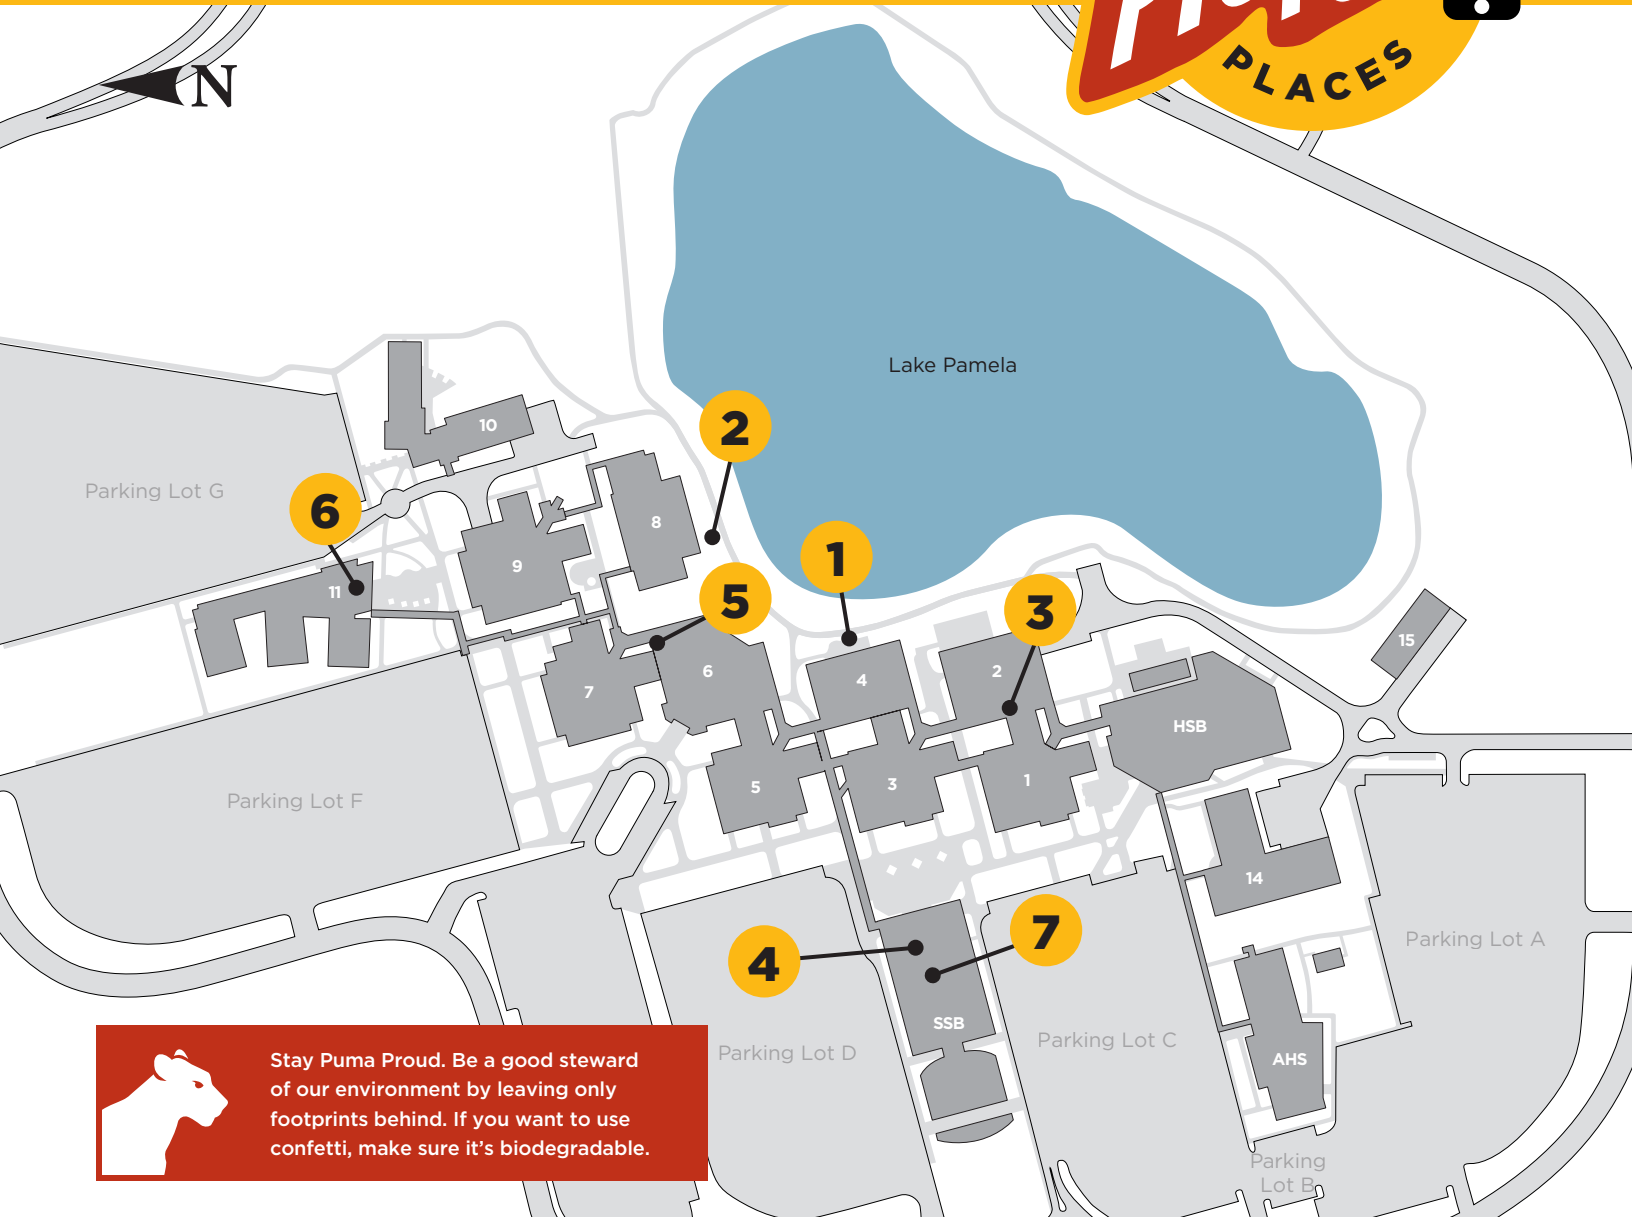 PLACES
N
Lake Pamela
2
10
Parking Lot G
6
8
1
9
5
11
3
15
6
2
4
7
HSB
5
3
1
Parking Lot F
14
7
4
Parking Lot A
SSB
Parking Lot C
Parking Lot D
AHS
Stay Puma Proud. Be a good steward
of our environment by leaving only
footprints behind. If you want to use
confetti, make sure it's biodegradable.
Parking
Lot B